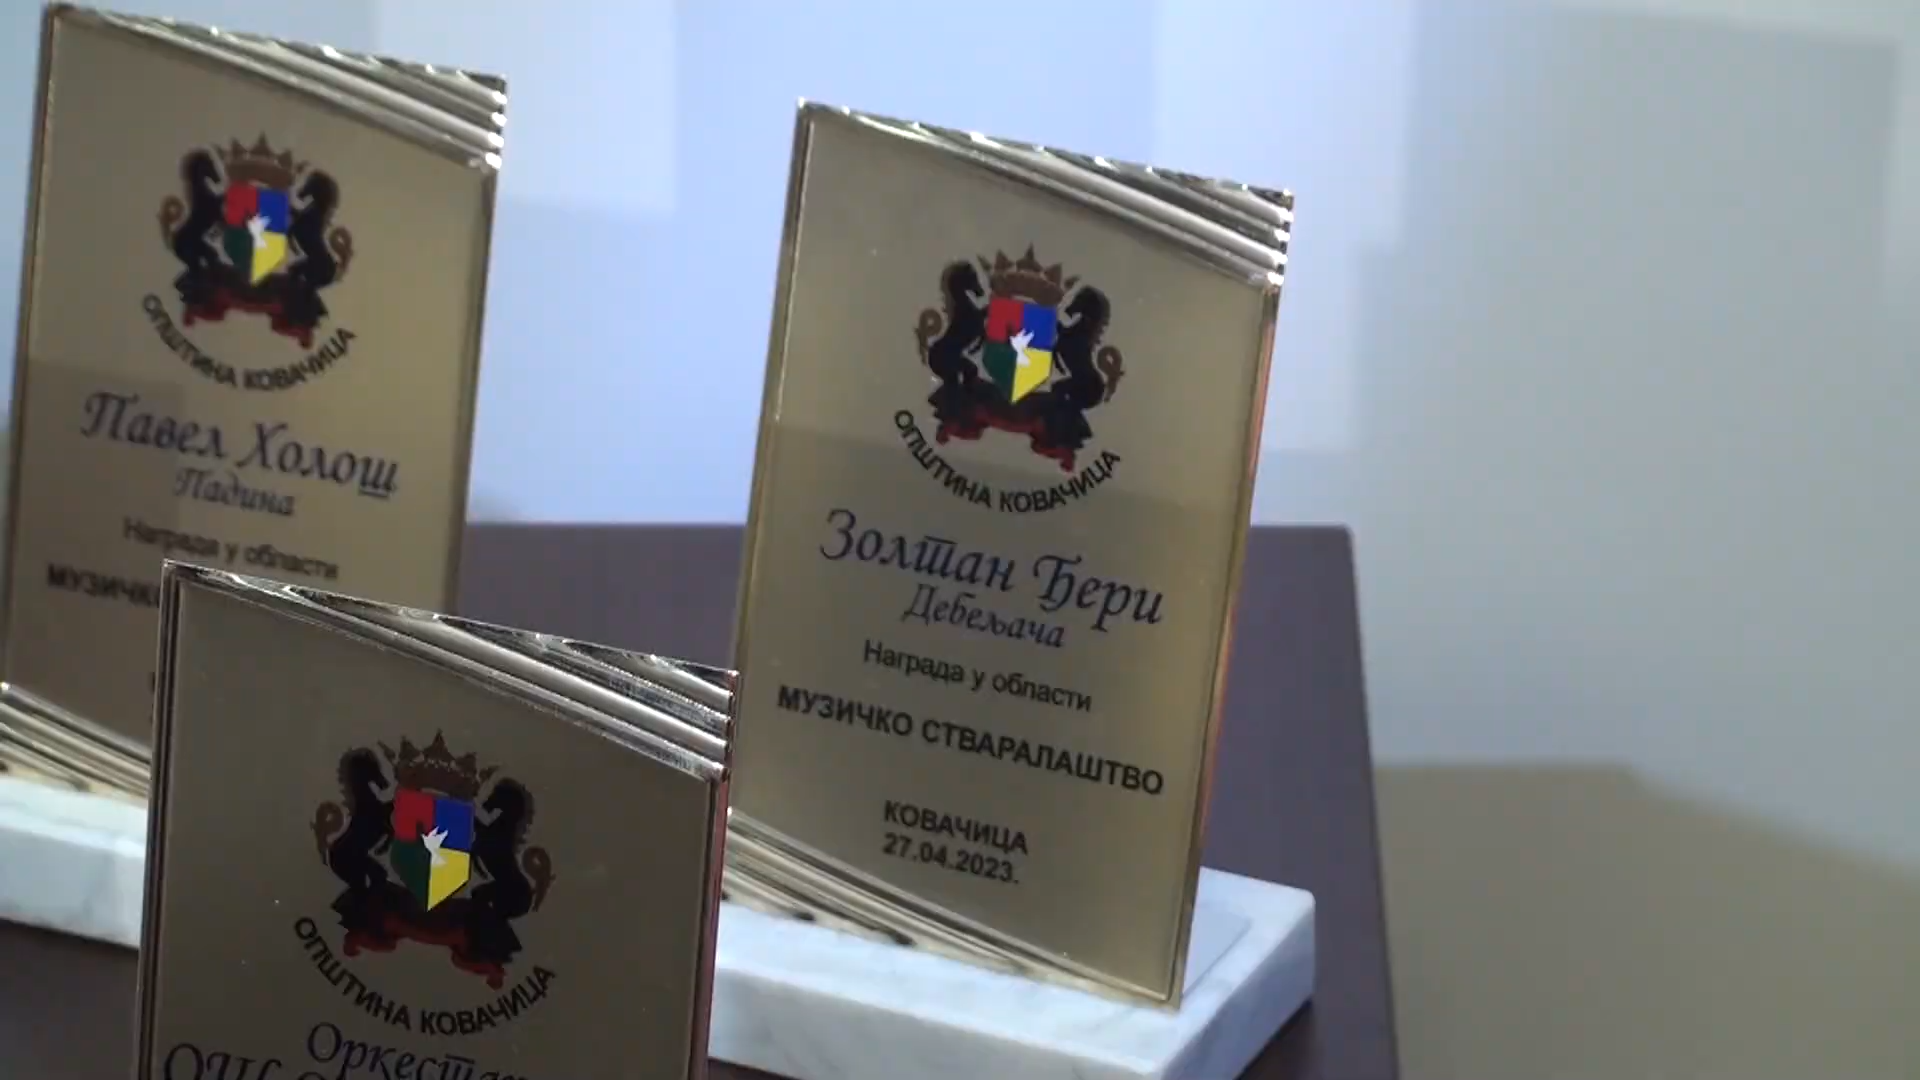 ОПШТИНА КОВАЧИЦА
Павел Холош
Падина
Награда у области
ОПШТИНА КОВАЧИЦА
Золтан Ђери
Дебељача
Награда у области
МУЗИЧКО СТВАРАЛАШТВО
КОВАЧИЦА
27.04.2023.
ОПШТИНА КОВАЧИЦА